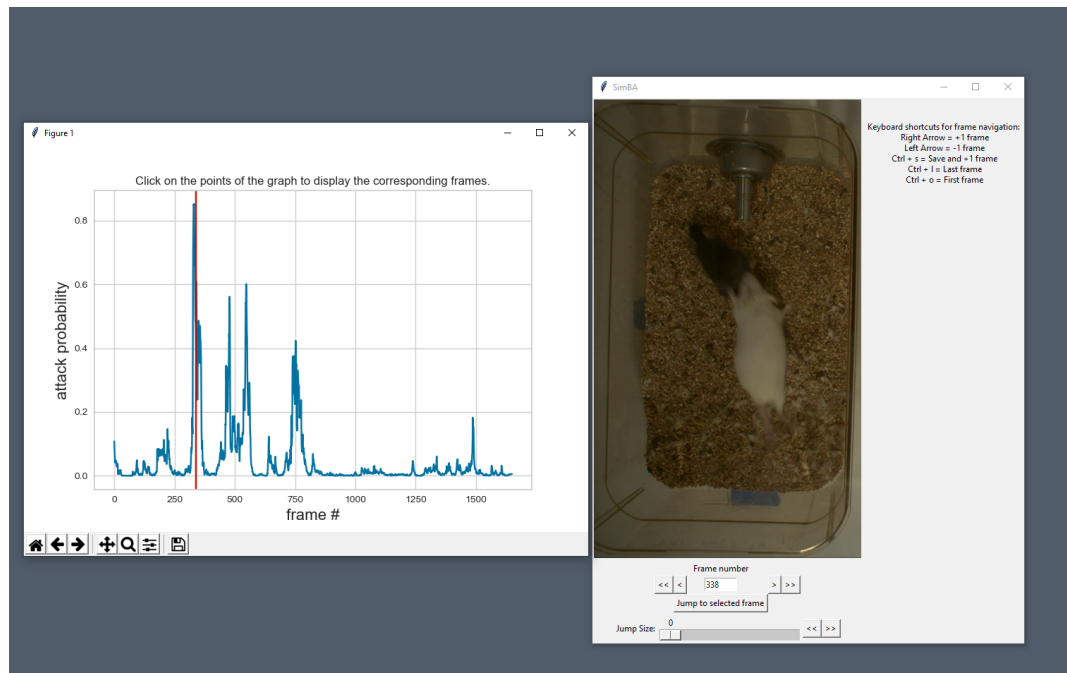 Figure 1
Click on the points of the graph to display the corresponding frames.
attack probability
0.8
0.6
0.4
0.2
0.0
0 250 500 750 1000 1250 1500
frame #
SimBA
Keyboard shortcuts for frame navigation:
Right Arrow = +1 frame
Left Arrow = -1 frame
Ctrl + s = Save and +1 frame
Ctrl + l = Last frame
Ctrl + o = First frame
Frame number
<< < 338 > >>
Jump to selected frame
0
Jump Size: << >>